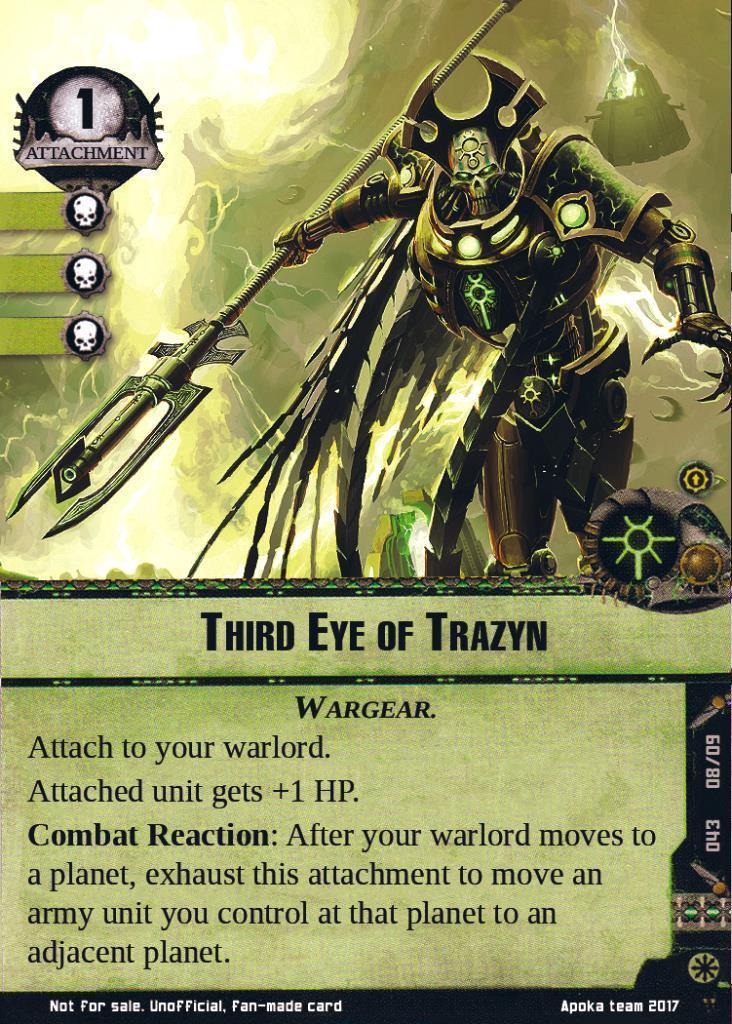 1
ATTACHMENT
THIRD EYE OF TRAZYN
WARGEAR.
Attach to your warlord.
Attached unit gets +1 HP.
Combat Reaction: After your warlord moves to
a planet, exhaust this attachment to move an
army unit you control at that planet to an
adjacent planet.
08/09
043
Not for sale. Unofficial, fan-made card
Apoka team 2017